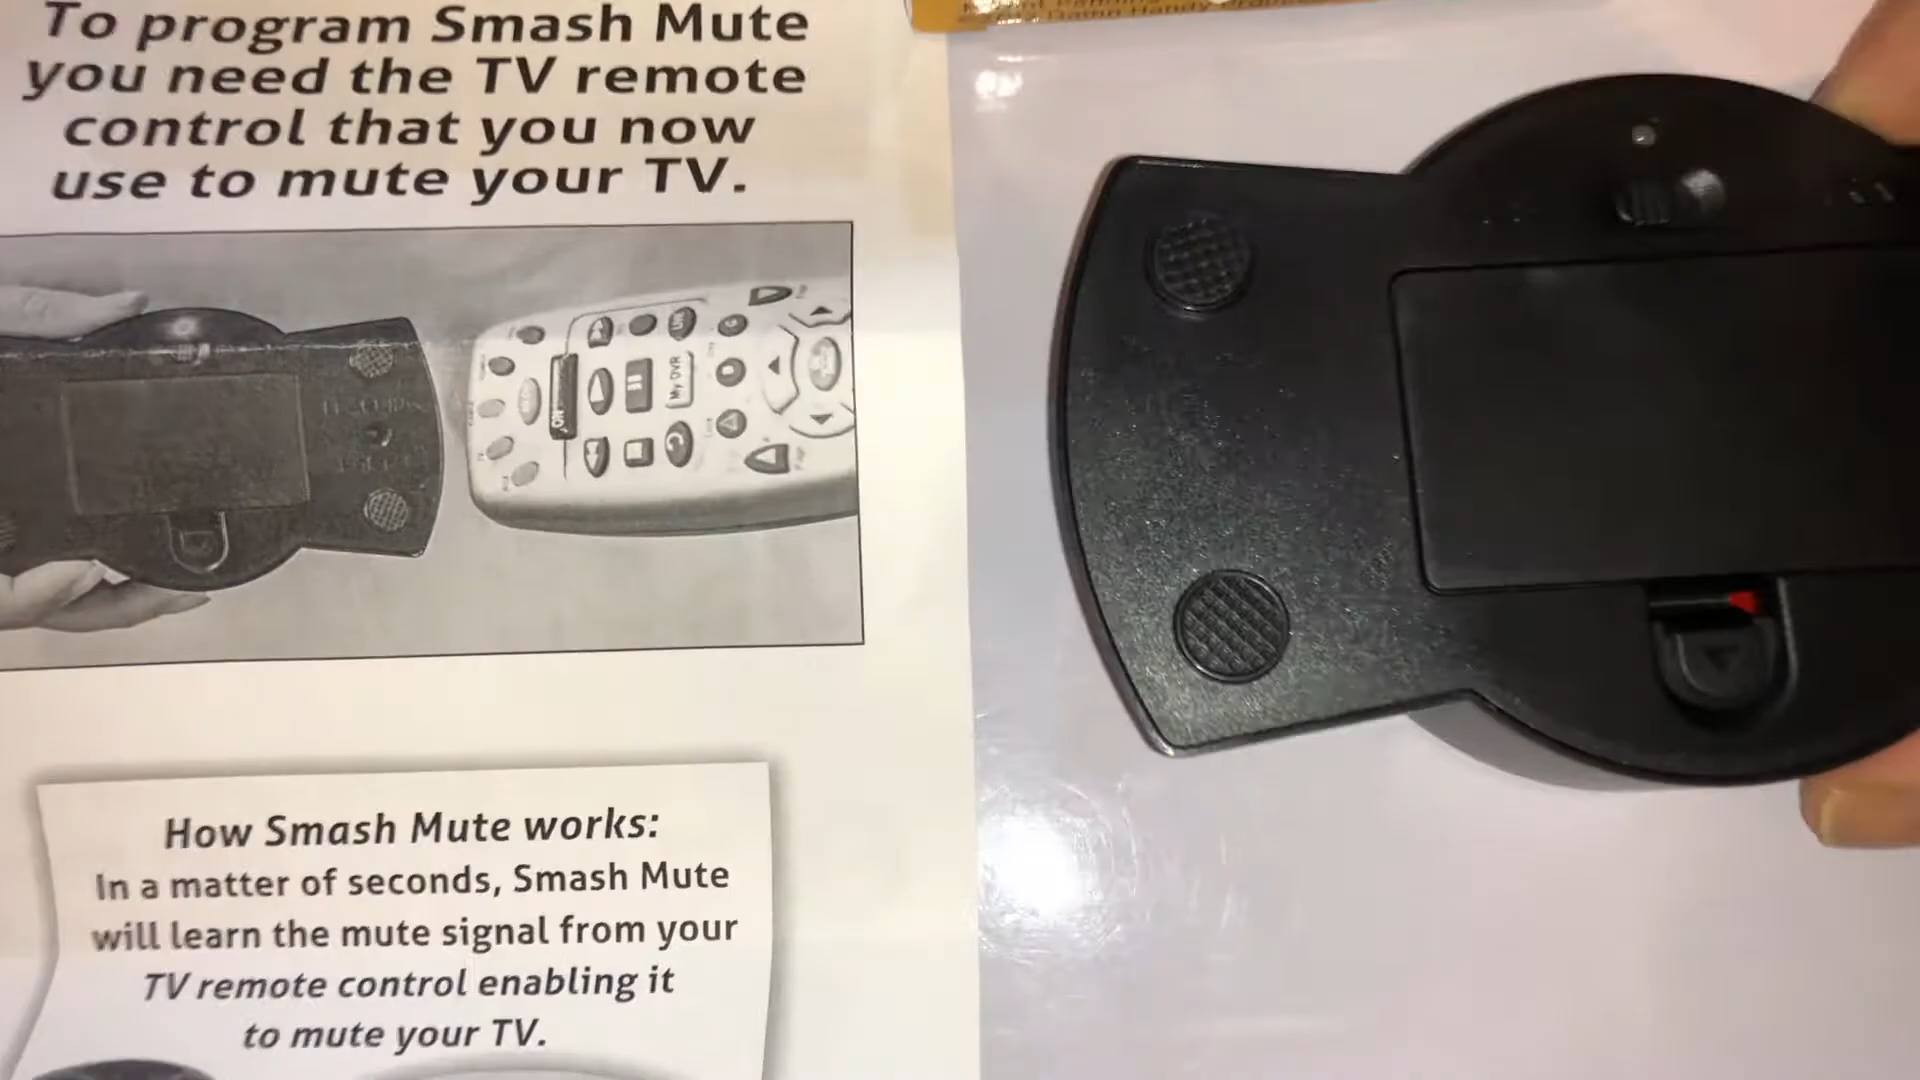 To program Smash Mute
you need the TV remote
control that you now
use to mute your TV.
My DVR
How Smash Mute works:
In a matter of seconds, Smash Mute
will learn the mute signal from your
TV remote control enabling it
to mute your TV.